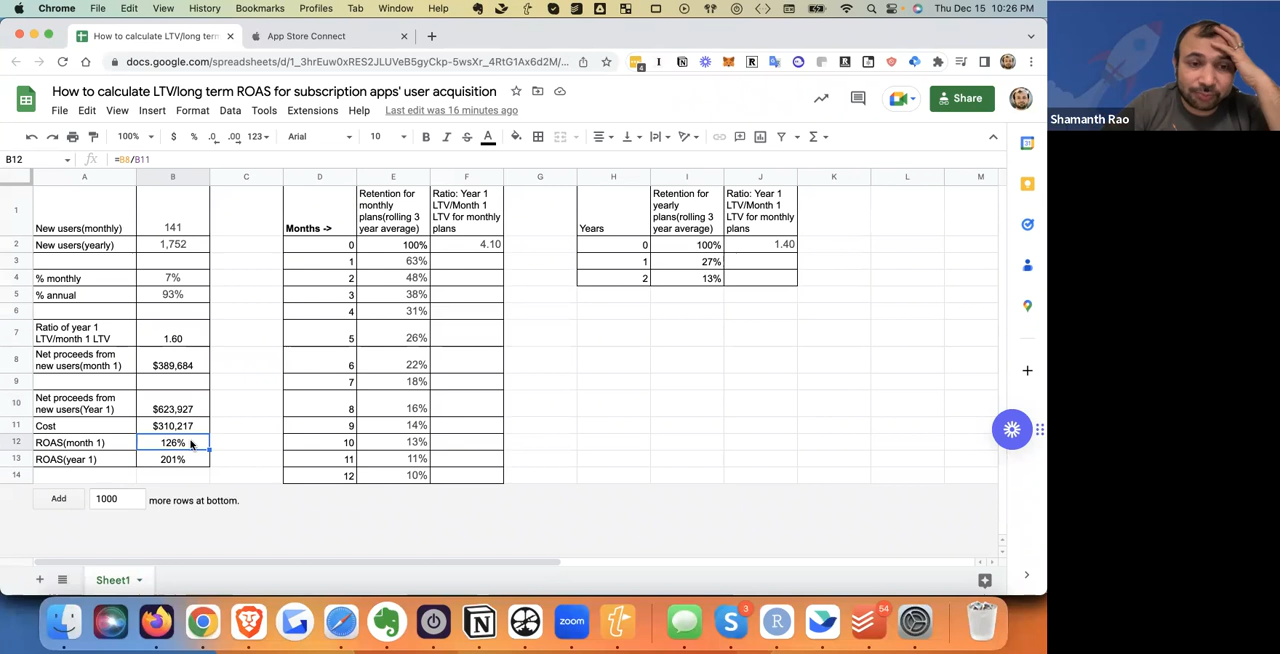 Chrome File Edit View History Bookmarks Profiles Tab Window Help Thu Dec 15 10:26 PM
How to calculate LTV/long term App Store Connect
docs.google.com/spreadsheets/d/1_3hrEuw0xRES2JLUVeB5gyCkp-5wsXr_4RtG1Ax6d2M/...
How to calculate LTV/long term ROAS for subscription apps' user acquisition
File Edit View Insert Format Data Tools Extensions Help Last edit was 16 minutes ago
Share
Shamanth Rao
100% $ % .0 .00 123 Arial 10 B I S A
B12 fx =B8/B11
A B C D E F G H I J K L M
1 New users(monthly) 141 Months -> Retention for monthly plans(rolling 3 year average) Ratio: Year 1 LTV/Month 1 LTV for monthly plans Years Retention for yearly plans(rolling 3 year average) Ratio: Year 1 LTV/Month 1 LTV for monthly plans
2 New users(yearly) 1,752 0 100% 4.10 0 100% 1.40
3 1 63% 1 27%
4 % monthly 7% 2 48% 2 13%
5 % annual 93% 3 38%
6 4 31%
7 Ratio of year 1 LTV/month 1 LTV 1.60 5 26%
8 Net proceeds from new users(month 1) $389,684 6 22%
9 7 18%
10 Net proceeds from new users(Year 1) $623,927 8 16%
11 Cost $310,217 9 14%
12 ROAS(month 1) 126% 10 13%
13 ROAS(year 1) 201% 11 11%
14 12 10%
Add 1000 more rows at bottom.
Sheet1
zoom 3 54